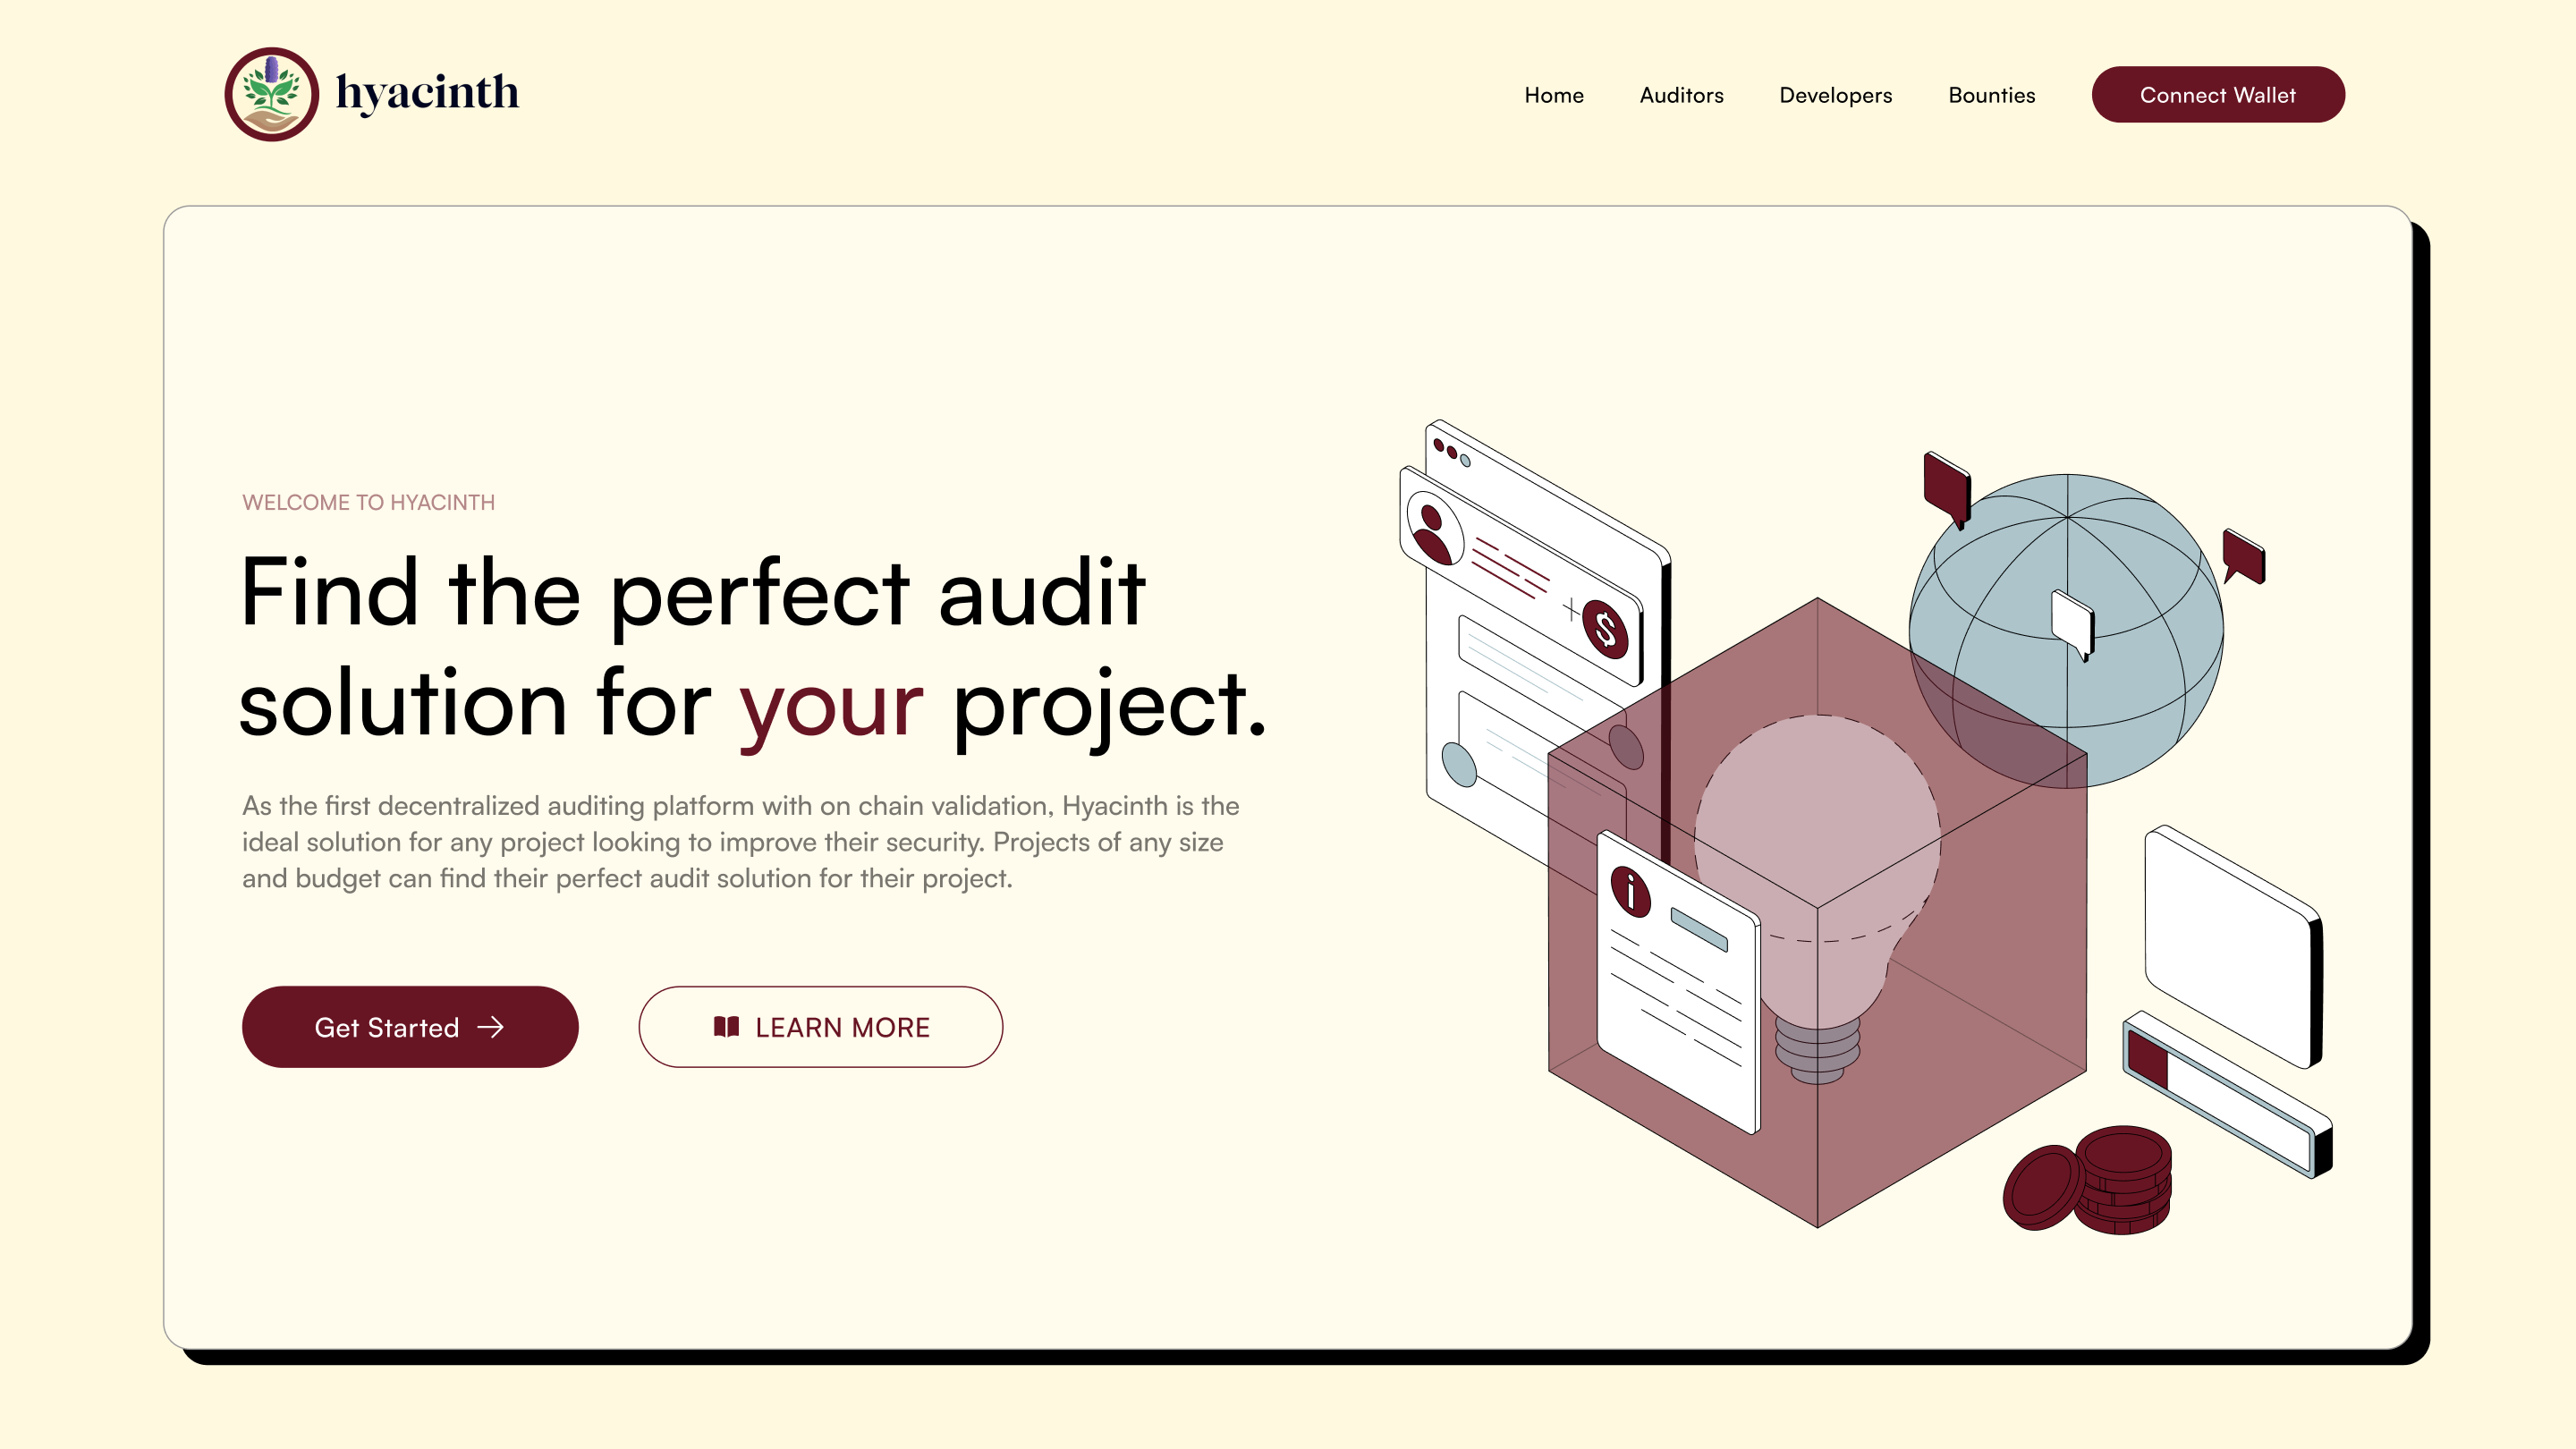 hyacinth
Home
Auditors
Developers
Bounties
Connect Wallet
WELCOME TO HYACINTH
Find the perfect audit
solution for your project.
As the first decentralized auditing platform with on chain validation, Hyacinth is the
ideal solution for any project looking to improve their security. Projects of any size
and budget can find their perfect audit solution for their project.
Get Started
LEARN MORE
$
i